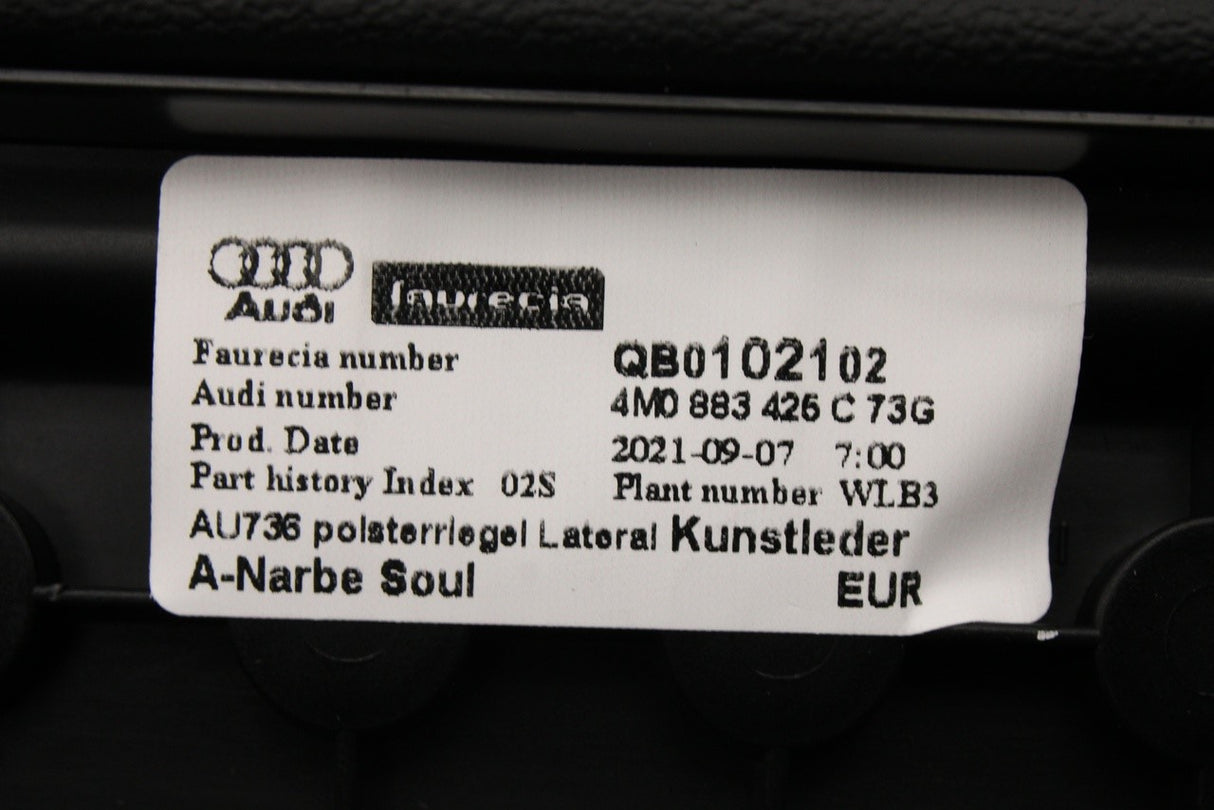 Audi
faurecia
Faurecia number QB0102102
Audi number 4M0 883 426 C 73G
Prod. Date 2021-09-07 7:00
Part history Index 02S Plant number WLB3
AU736 polsterriegel Lateral Kunstleder
A-Narbe Soul EUR